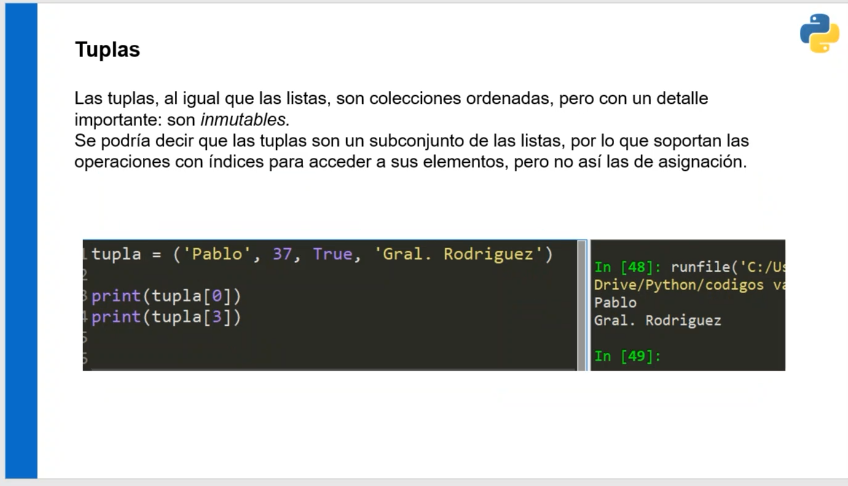 Tuplas
Las tuplas, al igual que las listas, son colecciones ordenadas, pero con un detalle
importante: son inmutables.
Se podría decir que las tuplas son un subconjunto de las listas, por lo que soportan las
operaciones con índices para acceder a sus elementos, pero no así las de asignación.
1 tupla = ('Pablo', 37, True, 'Gral. Rodriguez')
2
3 print(tupla[0])
4 print(tupla[3])
5
In [48]: runfile('C:/Us
Drive/Python/codigos va
Pablo
Gral. Rodriguez
In [49]: